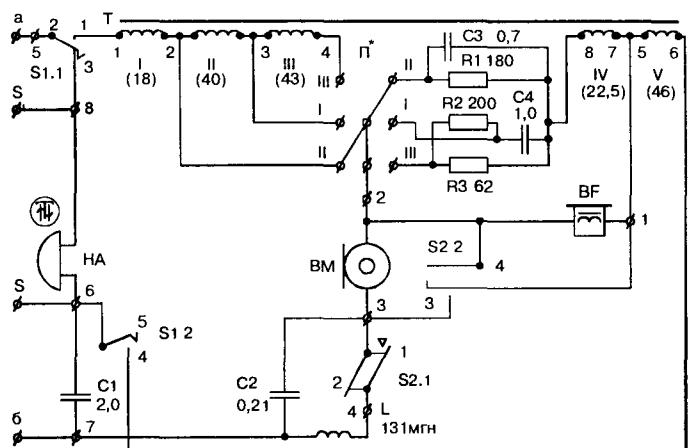 а 2 1 Т П*
С3 0,7
5 3 1 2 3 4 II R1 180 8 7 5 6
S1.1 I II III III IV V
(18) (40) (43) (22,5) (46)
R2 200 С4
S 8 I I 1,0
II III
R3 62
2 BF
1
НА ВМ S2 2
4
S 6 3 3
5 S1 2
4 1
С1 С2 2 S2.1
2,0 0,21
4 L
б 7 131мгн